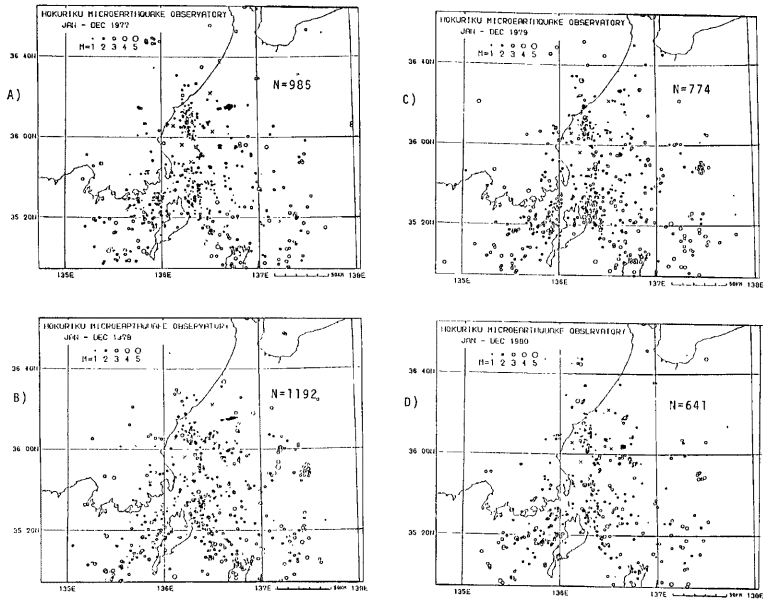 HOKURIKU MICROEARTHQUAKE OBSERVATORY
JAN - DEC 1977
M=1 2 3 4 5
A)
N=985
36 40N
36 00N
35 20N
135E 136E 137E 50KM 138E
HOKURIKU MICROEARTHQUAKE OBSERVATORY
JAN - DEC 1979
M=1 2 3 4 5
C)
N=774
36 40N
36 00N
35 20N
135E 136E 137E 50KM 138E
HOKURIKU MICROEARTHQUAKE OBSERVATORY
JAN - DEC 1978
M=1 2 3 4 5
B)
N=1192
36 40N
36 00N
35 20N
135E 136E 137E 50KM 138E
HOKURIKU MICROEARTHQUAKE OBSERVATORY
JAN - DEC 1980
M=1 2 3 4 5
D)
N=641
36 40N
36 00N
35 20N
135E 136E 137E 50KM 138E